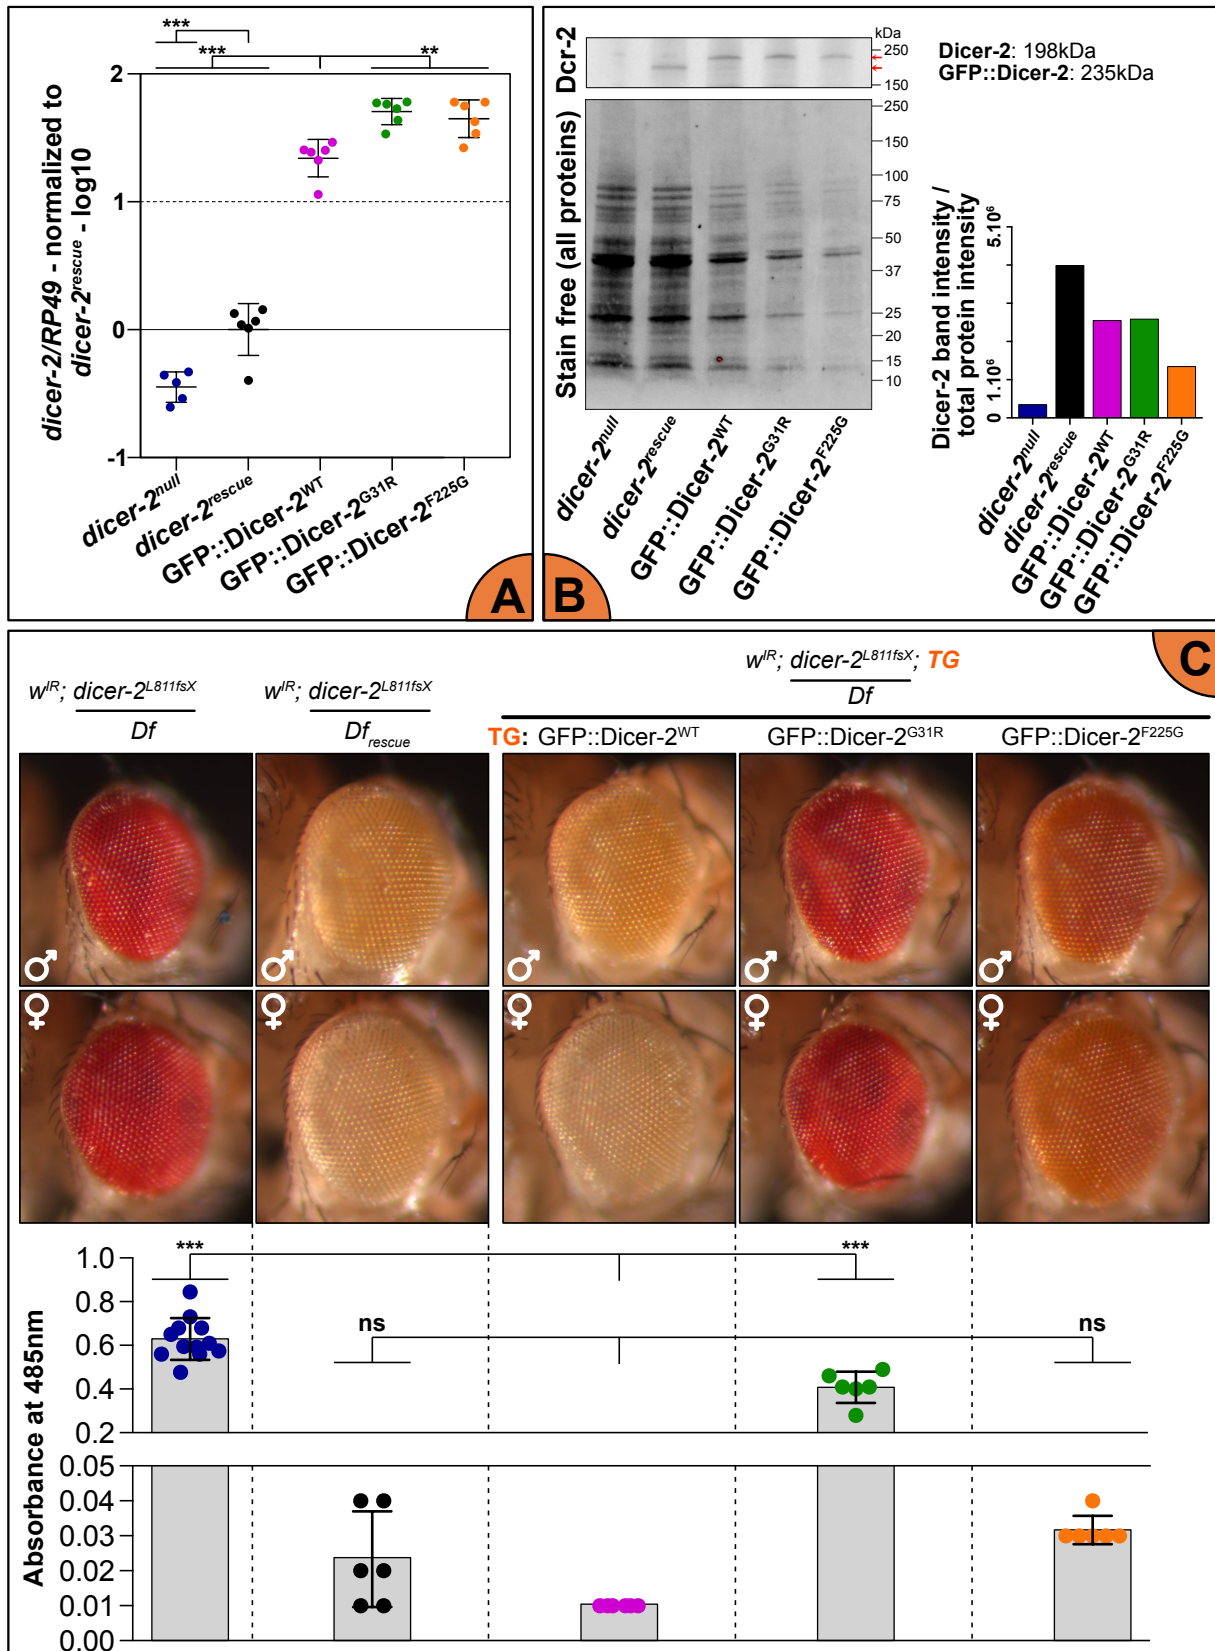 ***
***
**
dicer-2/RP49 - normalized to
dicer-2rescue - log10
2
1
0
-1
dicer-2null
dicer-2rescue
GFP::Dicer-2WT
GFP::Dicer-2G31R
GFP::Dicer-2F225G
A
Dcr-2
kDa
250
150
Dicer-2: 198kDa
GFP::Dicer-2: 235kDa
Stain free (all proteins)
250
150
100
75
50
37
25
20
15
10
dicer-2null
dicer-2rescue
GFP::Dicer-2WT
GFP::Dicer-2G31R
GFP::Dicer-2F225G
Dicer-2 band intensity /
total protein intensity
5.10⁶
1.10⁶
0
dicer-2null
dicer-2rescue
GFP::Dicer-2WT
GFP::Dicer-2G31R
GFP::Dicer-2F225G
B
C
wIR; dicer-2L811fsX
Df
wIR; dicer-2L811fsX
Dfrescue
wIR; dicer-2L811fsX; TG
Df
TG: GFP::Dicer-2WT
GFP::Dicer-2G31R
GFP::Dicer-2F225G
♂ ♂ ♂ ♂ ♂
♀ ♀ ♀ ♀ ♀
Absorbance at 485nm
1.0
0.8
0.6
0.4
0.2
0.05
0.04
0.03
0.02
0.01
0.00
***
***
ns
ns